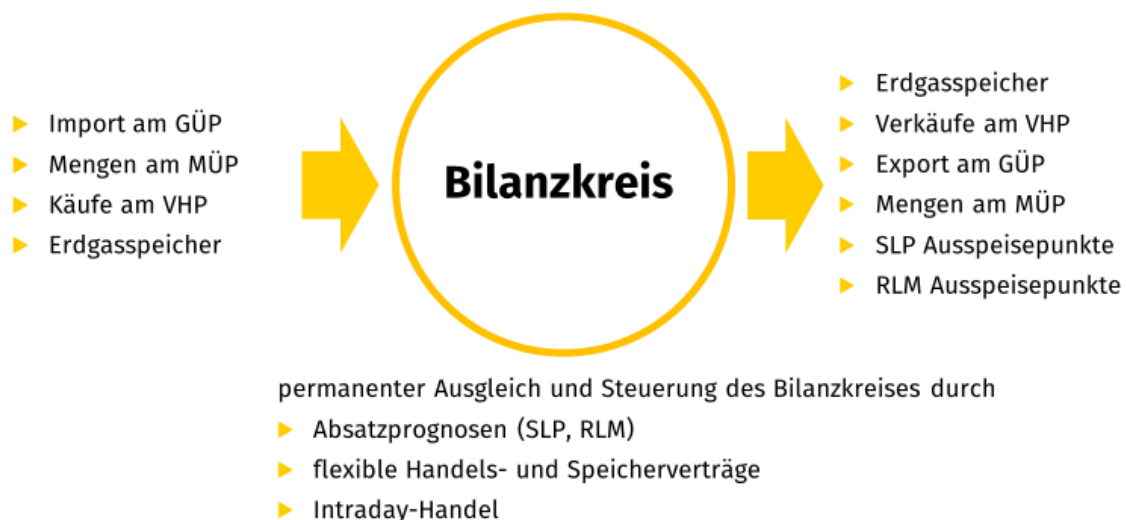 Import am GÜP
Mengen am MÜP
Käufe am VHP
Erdgasspeicher
Bilanzkreis
Erdgasspeicher
Verkäufe am VHP
Export am GÜP
Mengen am MÜP
SLP Ausspeisepunkte
RLM Ausspeisepunkte
permanenter Ausgleich und Steuerung des Bilanzkreises durch
Absatzprognosen (SLP, RLM)
flexible Handels- und Speicherverträge
Intraday-Handel